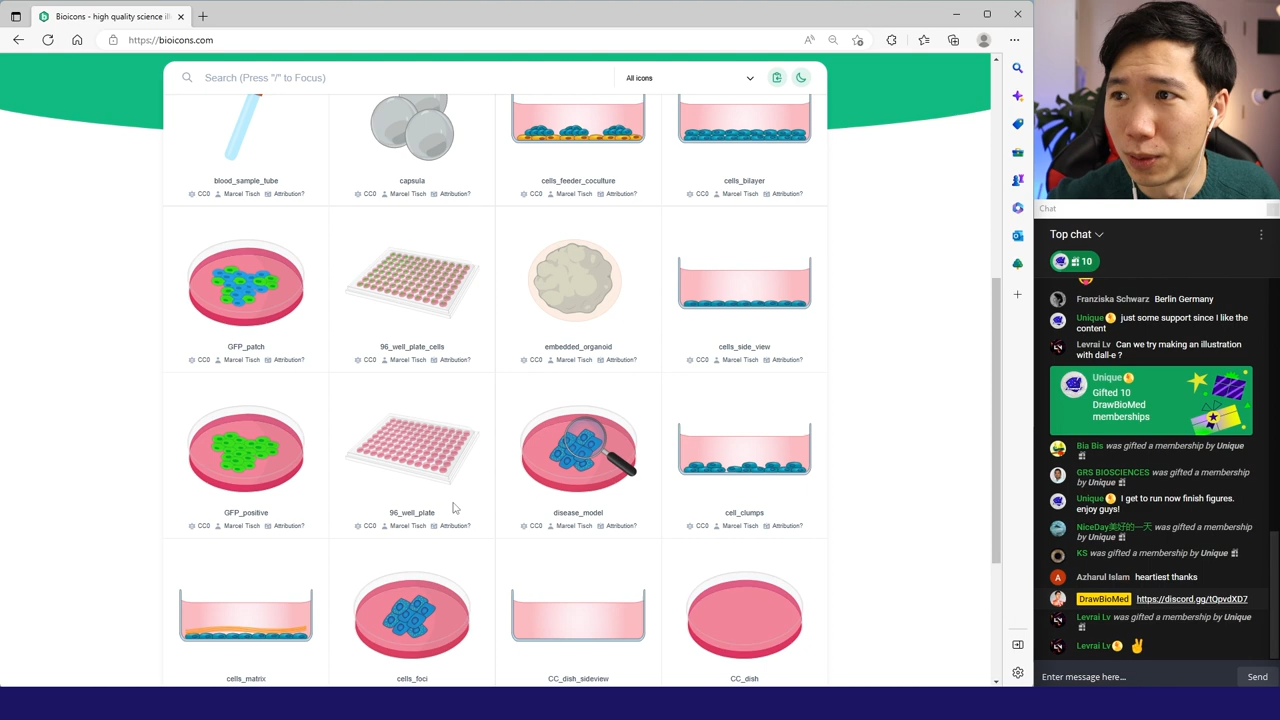 Bioicons - high quality science ill
https://bioicons.com
Search (Press "/" to Focus)
All icons
blood_sample_tube
CC0 Marcel Tisch Attribution?
capsula
CC0 Marcel Tisch Attribution?
cells_feeder_coculture
CC0 Marcel Tisch Attribution?
cells_bilayer
CC0 Marcel Tisch Attribution?
GFP_patch
CC0 Marcel Tisch Attribution?
96_well_plate_cells
CC0 Marcel Tisch Attribution?
embedded_organoid
CC0 Marcel Tisch Attribution?
cells_side_view
CC0 Marcel Tisch Attribution?
GFP_positive
CC0 Marcel Tisch Attribution?
96_well_plate
CC0 Marcel Tisch Attribution?
disease_model
CC0 Marcel Tisch Attribution?
cell_clumps
CC0 Marcel Tisch Attribution?
cells_matrix
cells_foci
CC_dish_sideview
CC_dish
Chat
Top chat
10
Franziska Schwarz Berlin Germany
Unique just some support since I like the
content
Levrai Lv Can we try making an illustration
with dall-e ?
Unique
Gifted 10
DrawBioMed
memberships
Bia Bis was gifted a membership by Unique
GRS BIOSCIENCES was gifted a
membership by Unique
Unique I get to run now finish figures.
enjoy guys!
NiceDay美好的一天 was gifted a membership
by Unique
KS was gifted a membership by Unique
Azharul Islam heartiest thanks
DrawBioMed https://discord.gg/tQpvdXD7
Levrai Lv was gifted a membership by Unique
Levrai Lv ✌
Enter message here...
Send